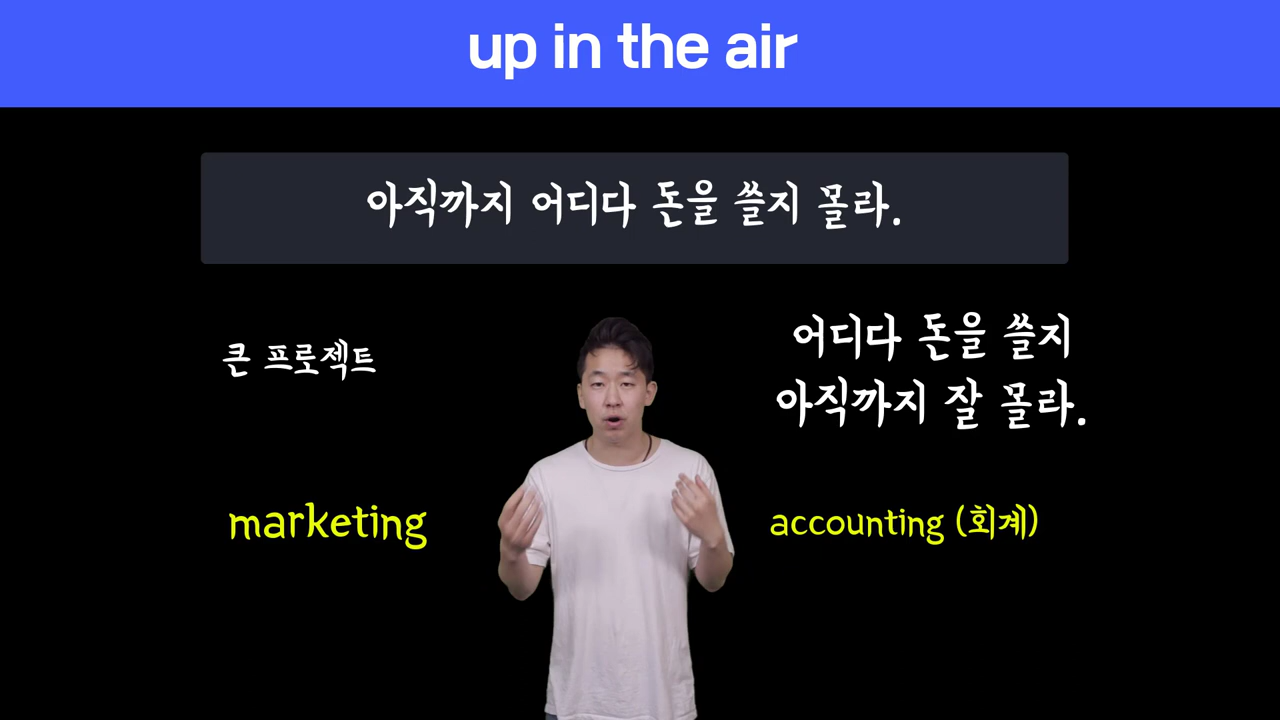 up in the air
아직까지 어디다 돈을 쓸지 몰라.
큰 프로젝트
어디다 돈을 쓸지
아직까지 잘 몰라.
marketing
accounting (회계)